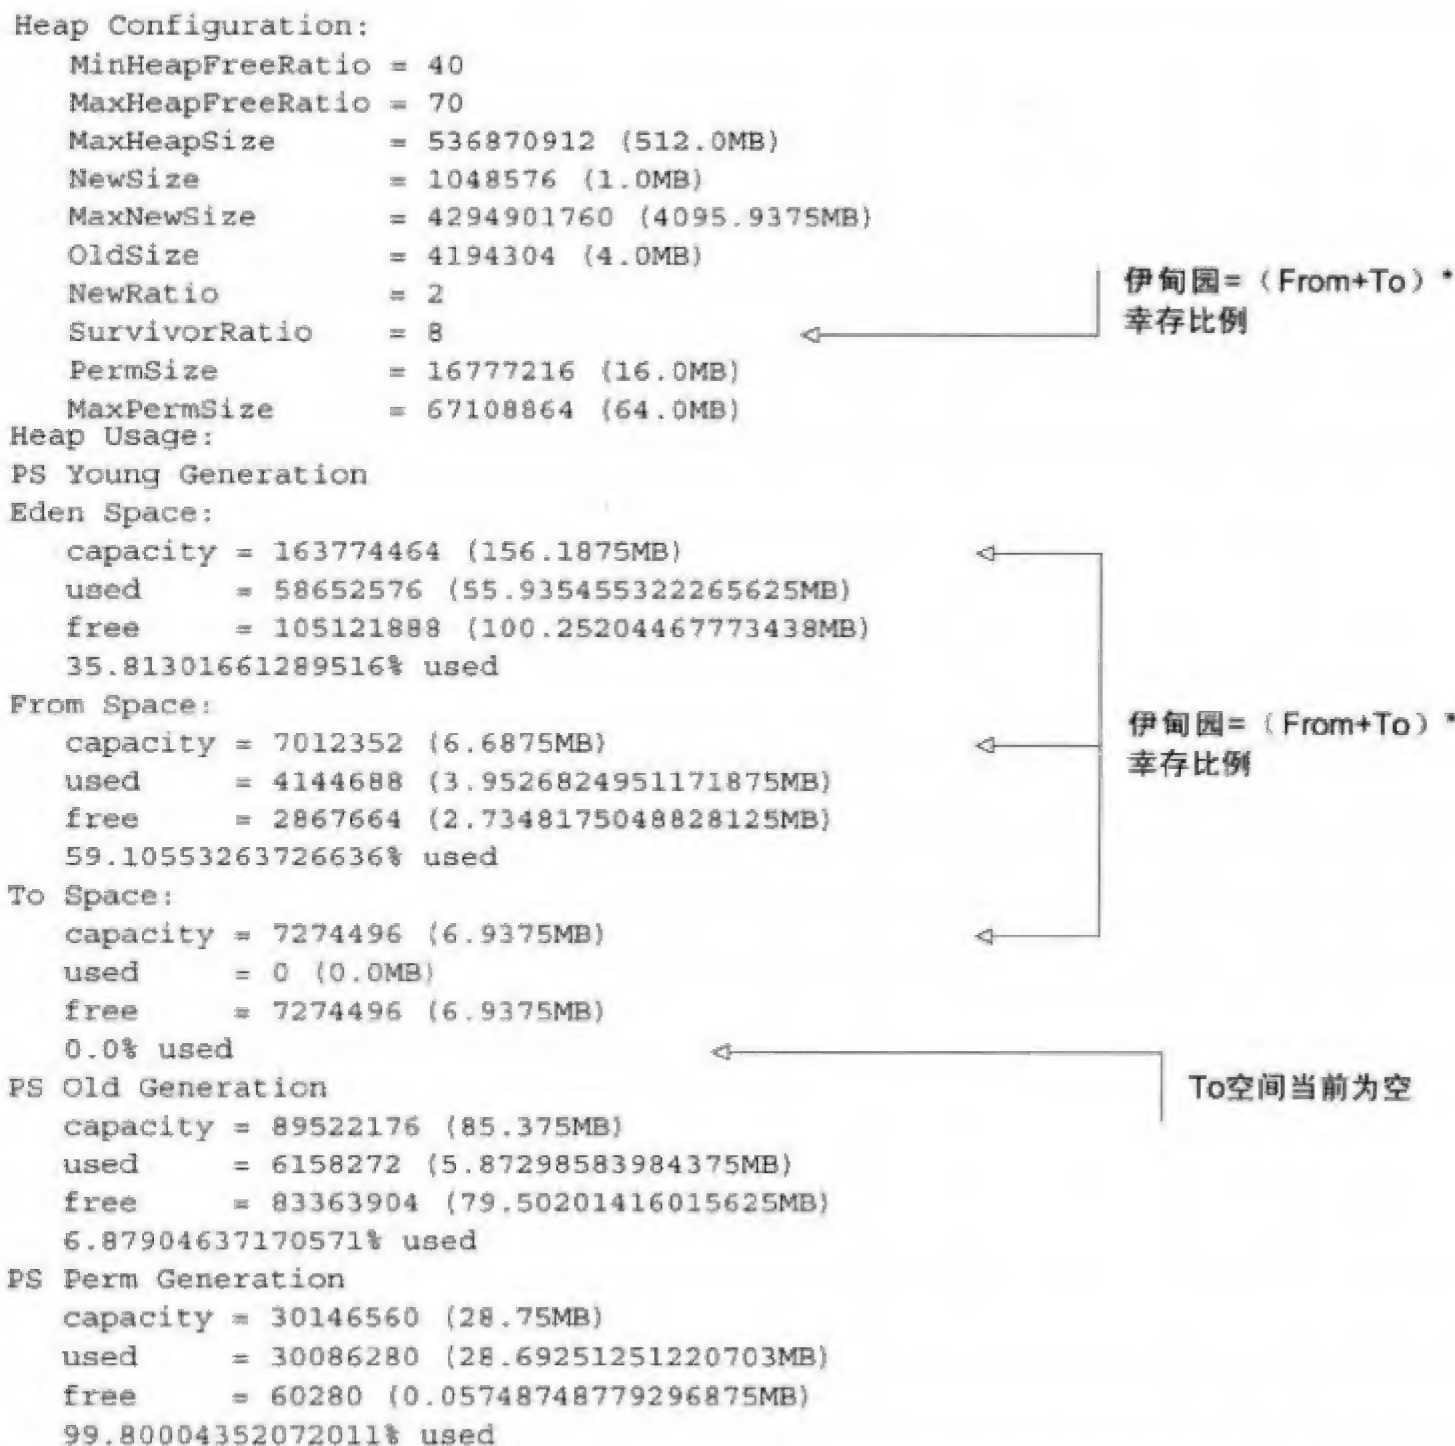 Heap Configuration:
MinHeapFreeRatio = 40
MaxHeapFreeRatio = 70
MaxHeapSize = 536870912 (512.0MB)
NewSize = 1048576 (1.0MB)
MaxNewSize = 4294901760 (4095.9375MB)
OldSize = 4194304 (4.0MB)
NewRatio = 2
SurvivorRatio = 8
伊甸园=（From+To）*
幸存比例
PermSize = 16777216 (16.0MB)
MaxPermSize = 67108864 (64.0MB)
Heap Usage:
PS Young Generation
Eden Space:
capacity = 163774464 (156.1875MB)
used = 58652576 (55.935455322265625MB)
free = 105121888 (100.25204467773438MB)
35.81301661289516% used
From Space:
capacity = 7012352 (6.6875MB)
used = 4144688 (3.9526824951171875MB)
free = 2867664 (2.7348175048828125MB)
59.10553263726636% used
伊甸园=（From+To）*
幸存比例
To Space:
capacity = 7274496 (6.9375MB)
used = 0 (0.0MB)
free = 7274496 (6.9375MB)
0.0% used
To空间当前为空
PS Old Generation
capacity = 89522176 (85.375MB)
used = 6158272 (5.87298583984375MB)
free = 83363904 (79.50201416015625MB)
6.87904637170571% used
PS Perm Generation
capacity = 30146560 (28.75MB)
used = 30086280 (28.69251251220703MB)
free = 60280 (0.05748748779296875MB)
99.80004352072011% used